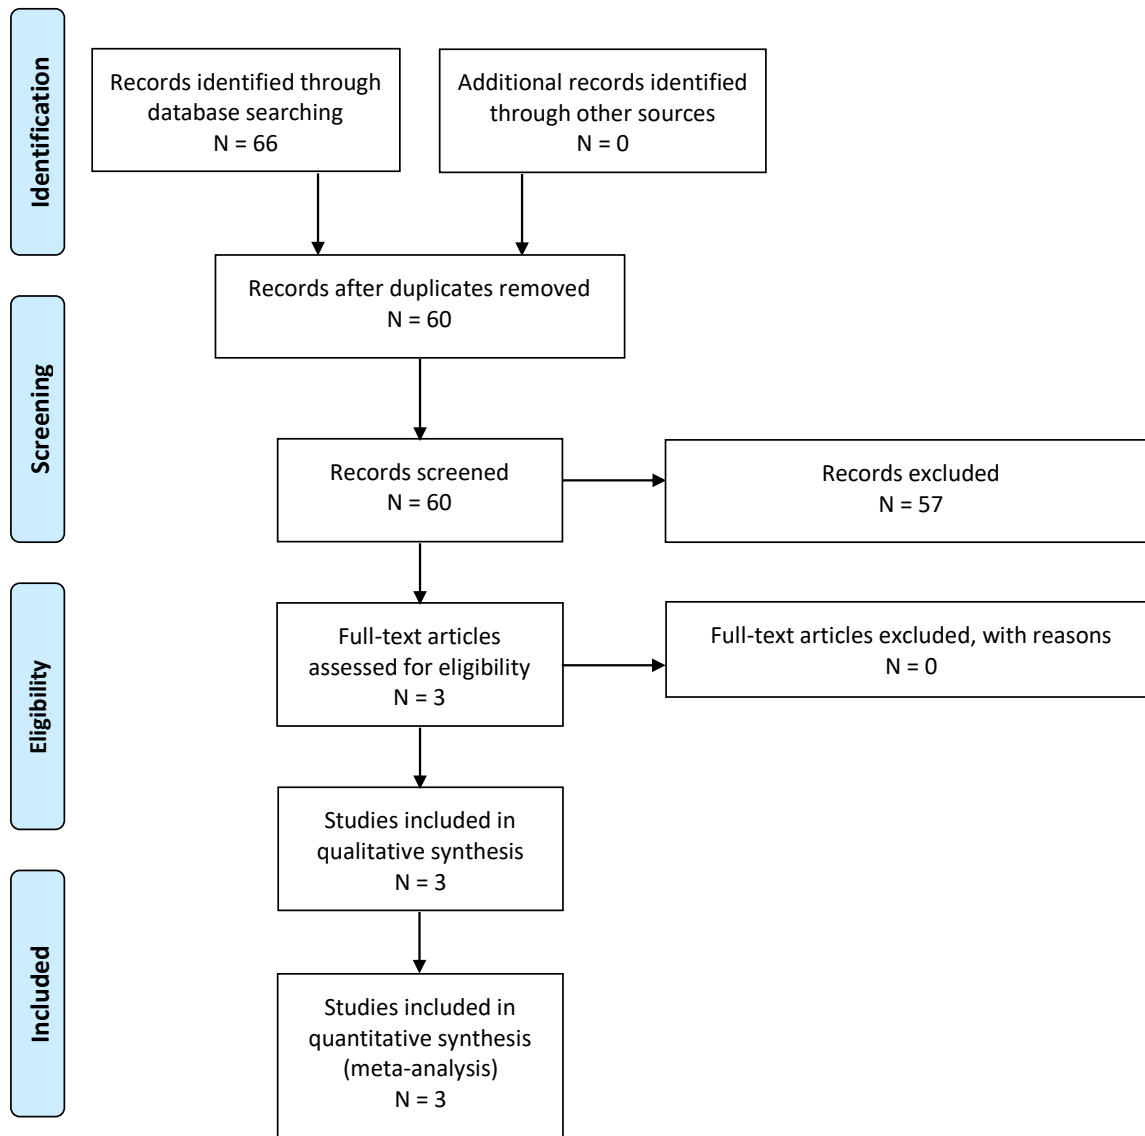 Identification
Records identified through
database searching
N = 66
Additional records identified
through other sources
N = 0
Records after duplicates removed
N = 60
Screening
Records screened
N = 60
Records excluded
N = 57
Eligibility
Full-text articles
assessed for eligibility
N = 3
Full-text articles excluded, with reasons
N = 0
Studies included in
qualitative synthesis
N = 3
Included
Studies included in
quantitative synthesis
(meta-analysis)
N = 3